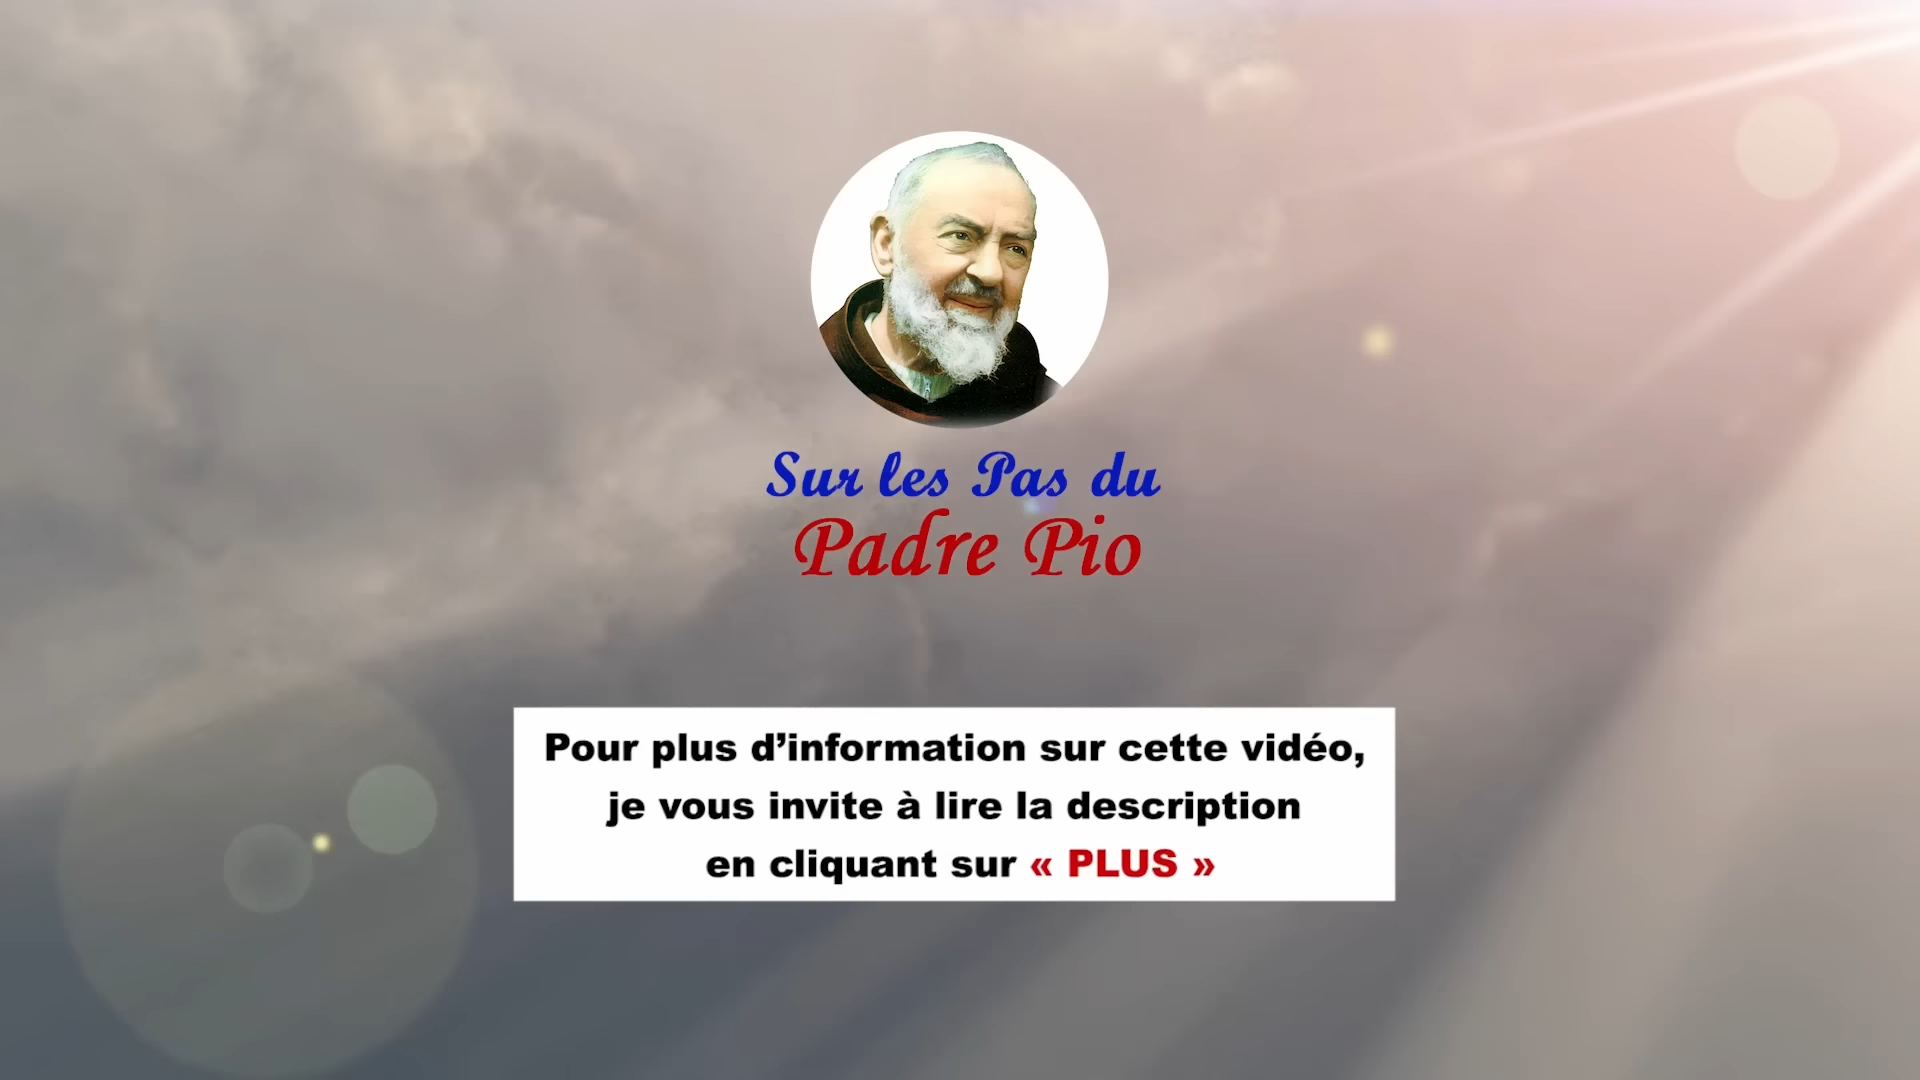 Sur les Pas du
Padre Pio
Pour plus d’information sur cette vidéo,
je vous invite à lire la description
en cliquant sur « PLUS »